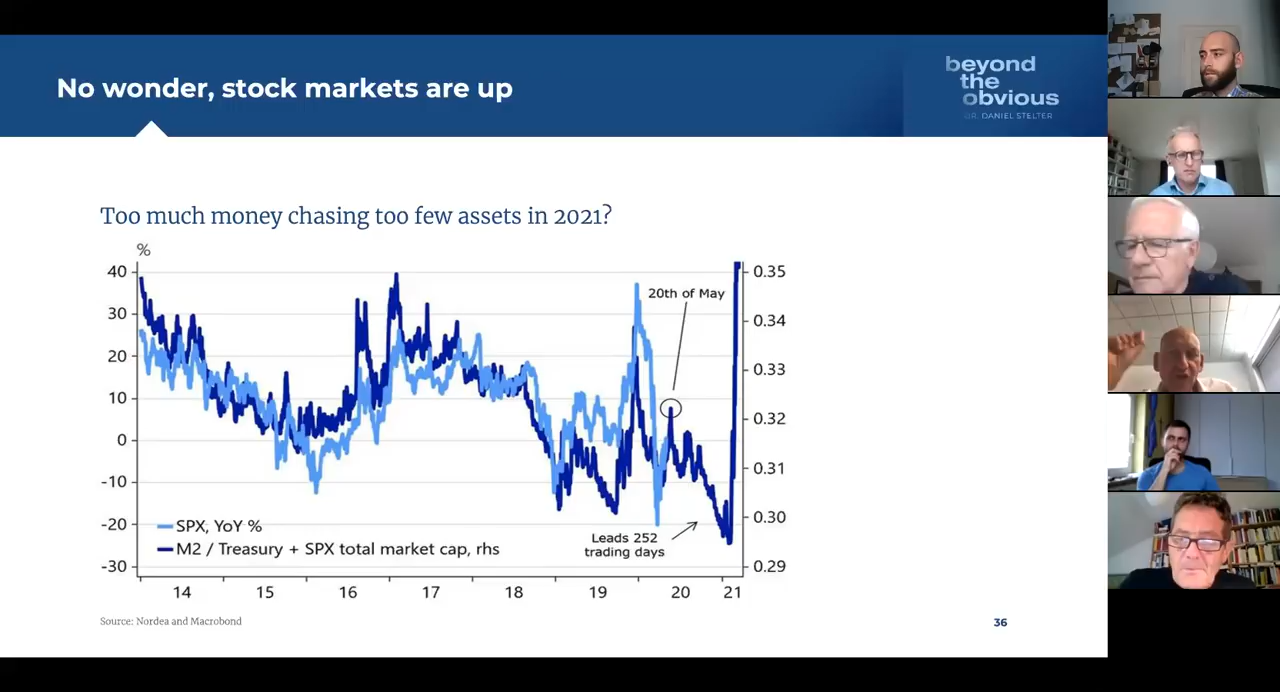 No wonder, stock markets are up
beyond
the
obvious
DR. DANIEL STELTER
Too much money chasing too few assets in 2021?
%
40
30
20
10
0
-10
-20
-30
0.35
0.34
0.33
0.32
0.31
0.30
0.29
20th of May
Leads 252
trading days
SPX, YoY %
M2 / Treasury + SPX total market cap, rhs
14 15 16 17 18 19 20 21
Source: Nordea and Macrobond
36